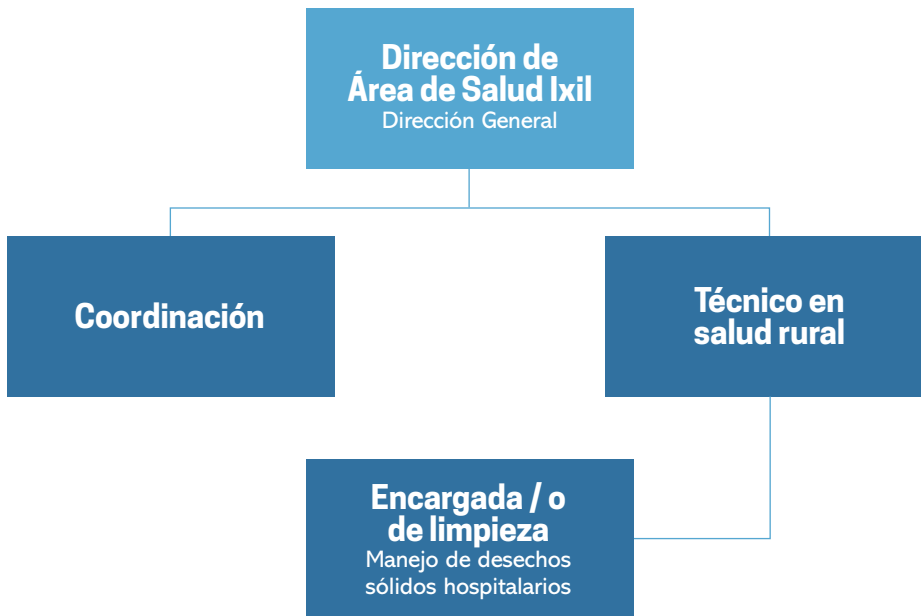 Dirección de
Área de Salud Ixil
Dirección General
Coordinación
Técnico en
salud rural
Encargada / o
de limpieza
Manejo de desechos
sólidos hospitalarios